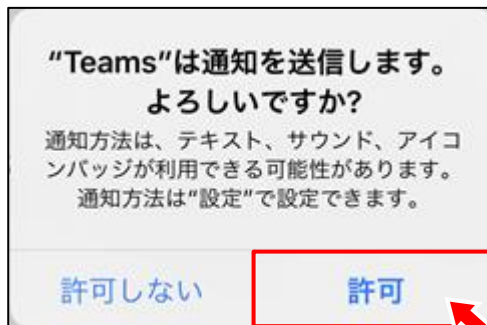 “Teams”は通知を送信します。
よろしいですか?
通知方法は、テキスト、サウンド、アイコ
ンバッジが利用できる可能性があります。
通知方法は“設定”で設定できます。
許可しない
許可